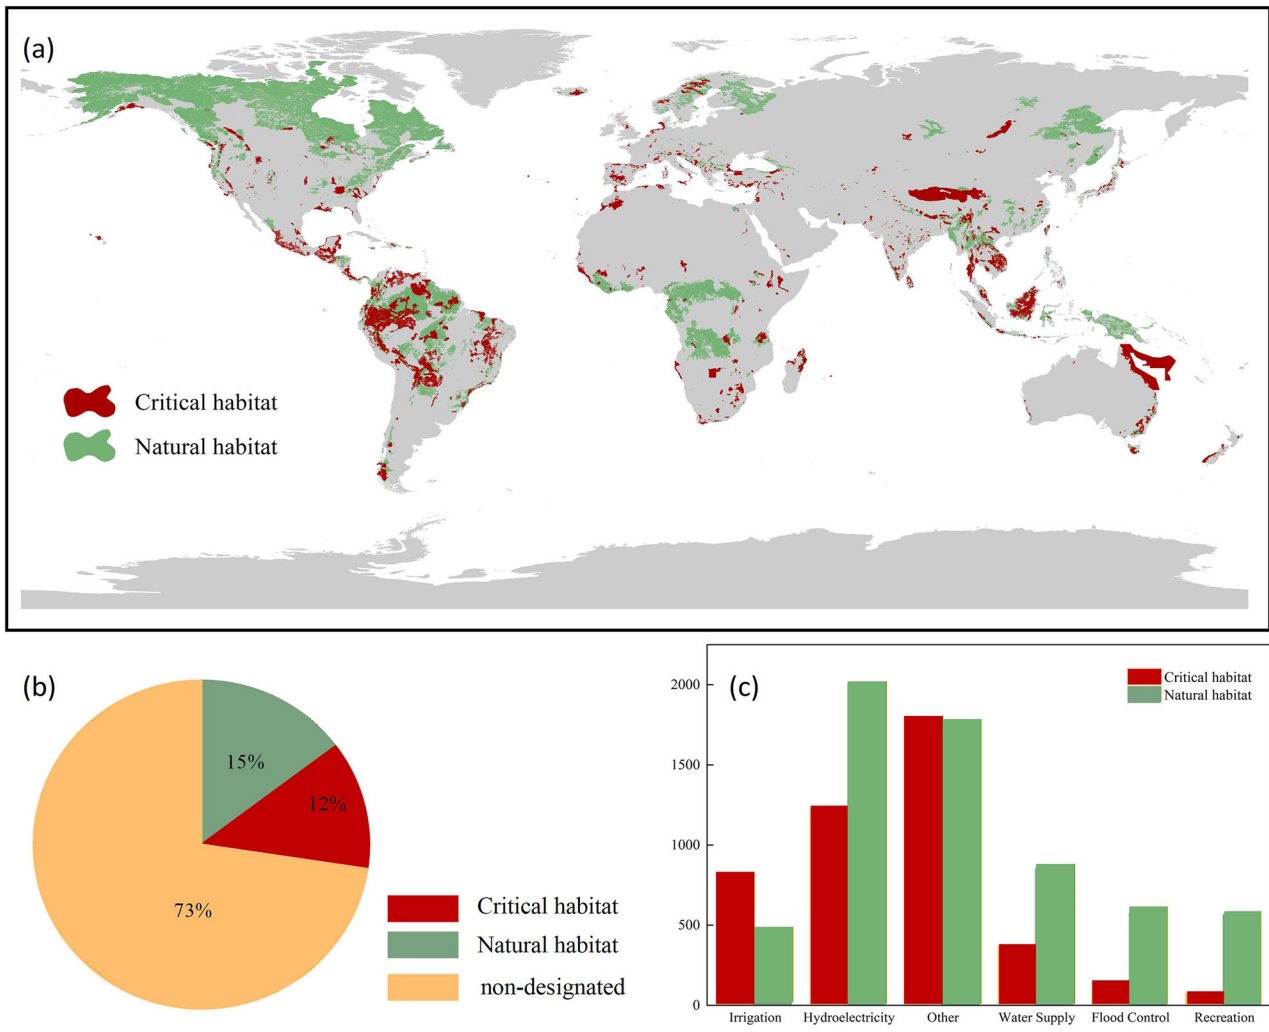 (a)
Critical habitat
Natural habitat
(b)
15%
12%
73%
Critical habitat
Natural habitat
non-designated
(c)
Critical habitat
Natural habitat
2000
1500
1000
500
0
Irrigation Hydroelectricity Other Water Supply Flood Control Recreation